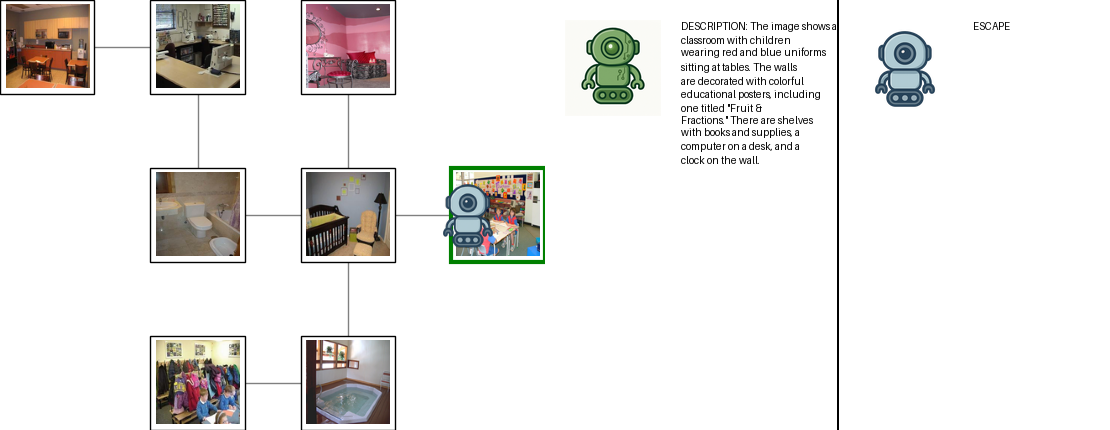 DESCRIPTION: The image shows a
classroom with children
wearing red and blue uniforms
sitting at tables. The walls
are decorated with colorful
educational posters, including
one titled "Fruit &
Fractions." There are shelves
with books and supplies, a
computer on a desk, and a
clock on the wall.
ESCAPE